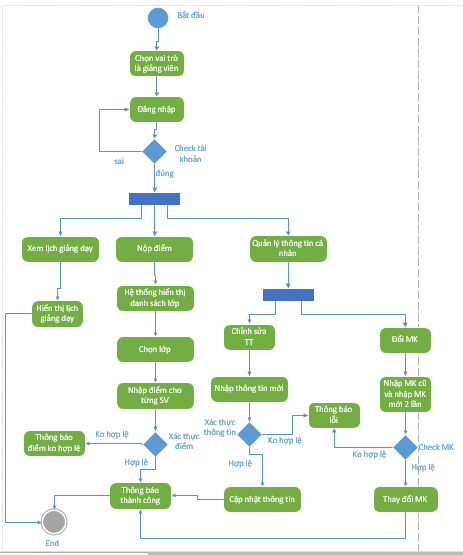 Bắt đầu
Chọn vai trò
là giảng viên
Đăng nhập
Check tài
khoản
sai
đúng
Xem lịch giảng dạy
Nộp điểm
Quản lý thông tin cá
nhân
Hệ thống hiển thị
danh sách lớp
Hiển thị lịch
giảng dạy
Chỉnh sửa
TT
Đổi MK
Chọn lớp
Nhập điểm cho
từng SV
Nhập thông tin mới
Nhập MK cũ
và nhập MK
mới 2 lần
Thông báo
lỗi
Xác thực
thông tin
Thông báo
điểm ko hợp lệ
Ko hợp lệ
Xác thực
điểm
Ko hợp lệ
Check MK
Ko hợp lệ
Hợp lệ
Hợp lệ
Hợp lệ
Thông báo
thành công
Cập nhật thông tin
Thay đổi MK
End